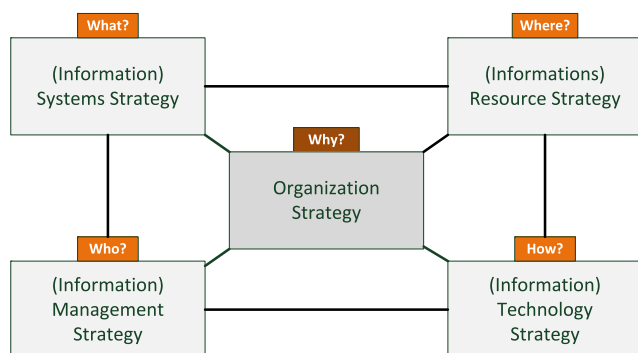 What?
(Information)
Systems Strategy
Where?
(Informations)
Resource Strategy
Why?
Organization
Strategy
Who?
(Information)
Management
Strategy
How?
(Information)
Technology
Strategy